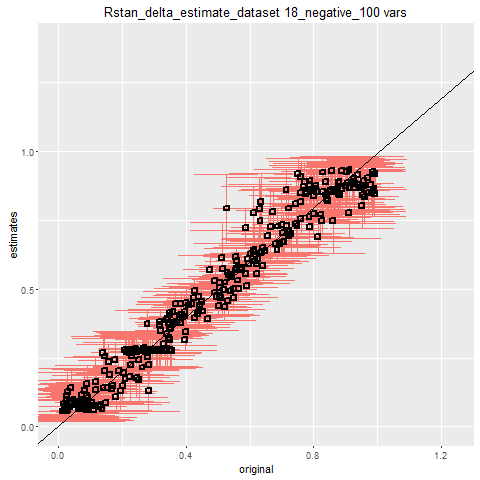 Rstan_delta_estimate_dataset 18_negative_100 vars
estimates
1.0
0.5
0.0
0.0 0.4 0.8 1.2
original